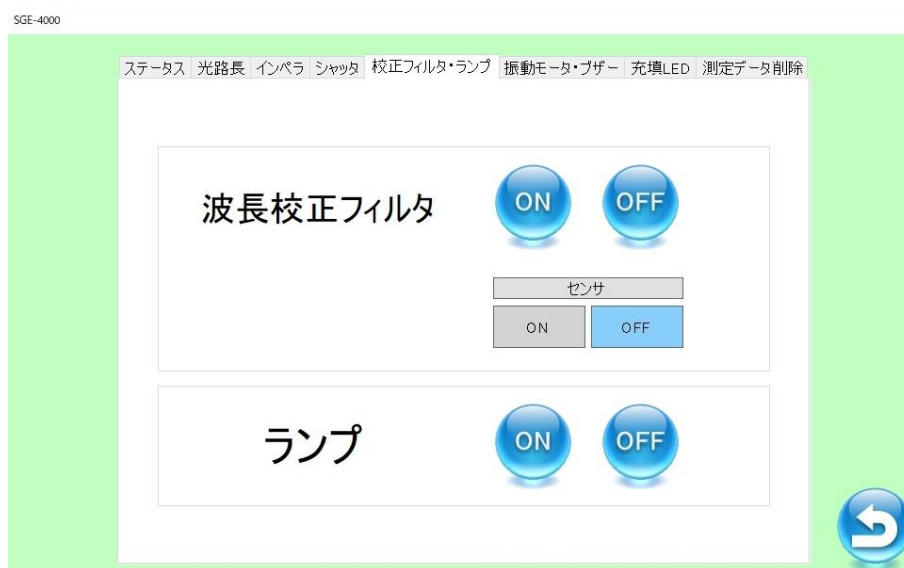 SGE-4000
ステータス 光路長 インペラ シャッタ 校正フィルタ・ランプ 振動モータ・ブザー 充填LED 測定データ削除
波長校正フィルタ ON OFF
センサ
ON OFF
ランプ ON OFF